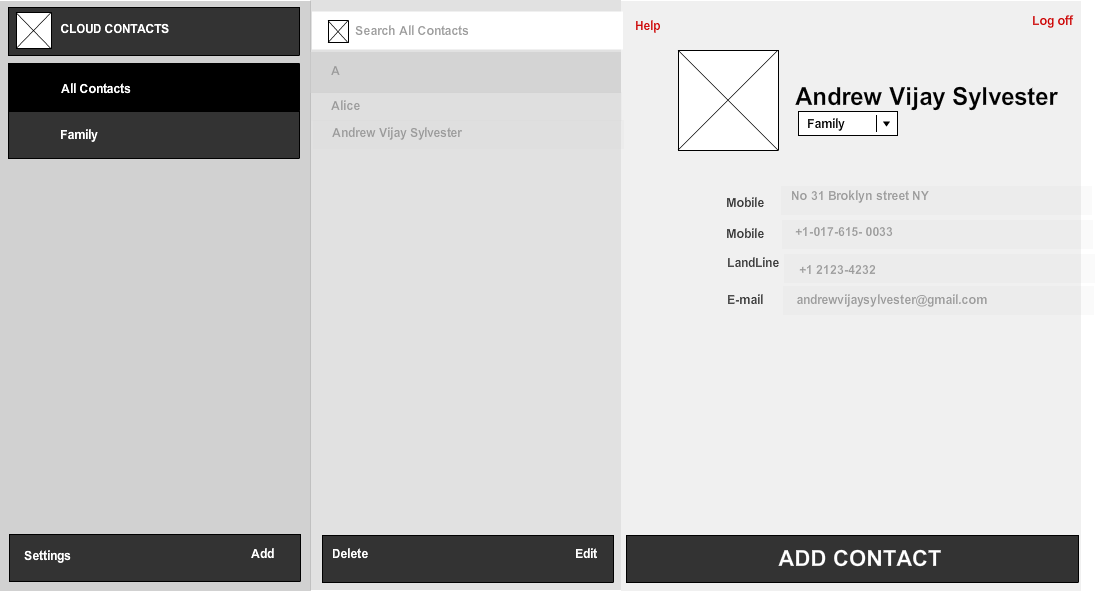 CLOUD CONTACTS
All Contacts
Family
Settings
Add
Search All Contacts
A
Alice
Andrew Vijay Sylvester
Delete
Edit
Help
Log off
Andrew Vijay Sylvester
Family
Mobile
No 31 Broklyn street NY
Mobile
+1-017-615- 0033
LandLine
+1 2123-4232
E-mail
andrewvijaysylvester@gmail.com
ADD CONTACT